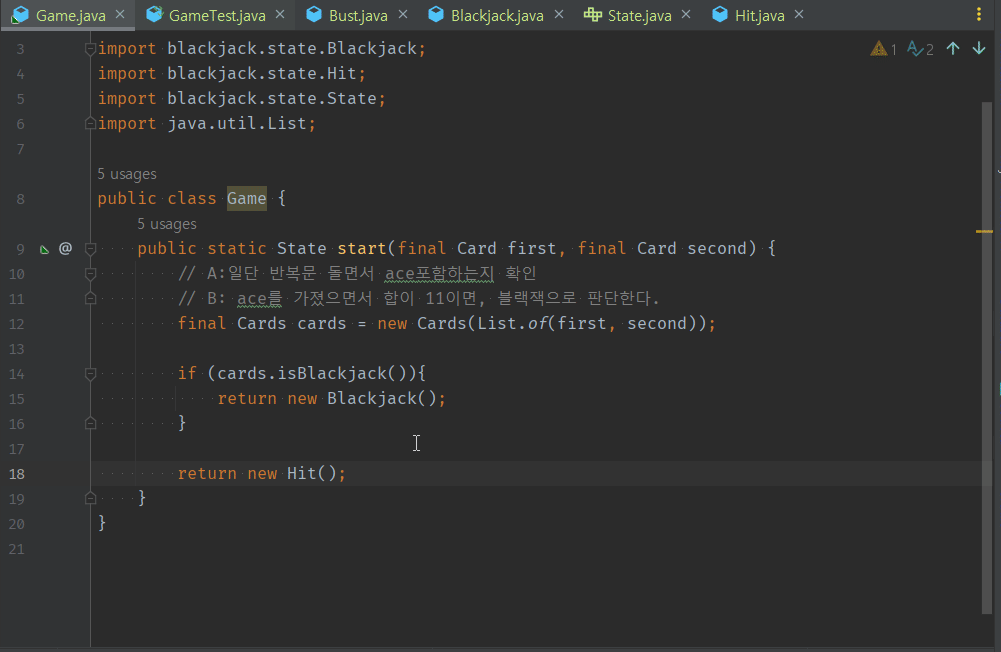 Game.java GameTest.java Bust.java Blackjack.java State.java Hit.java
3 import blackjack.state.Blackjack; 1 2
4 import blackjack.state.Hit;
5 import blackjack.state.State;
6 import java.util.List;
7
5 usages
8 public class Game {
5 usages
9 @ public static State start(final Card first, final Card second) {
10 // A:일단 반복문 돌면서 ace포함하는지 확인
11 // B: ace를 가졌으면서 합이 11이면, 블랙잭으로 판단한다.
12 final Cards cards = new Cards(List.of(first, second));
13
14 if (cards.isBlackjack()){
15 return new Blackjack();
16 }
17
18 return new Hit();
19 }
20 }
21